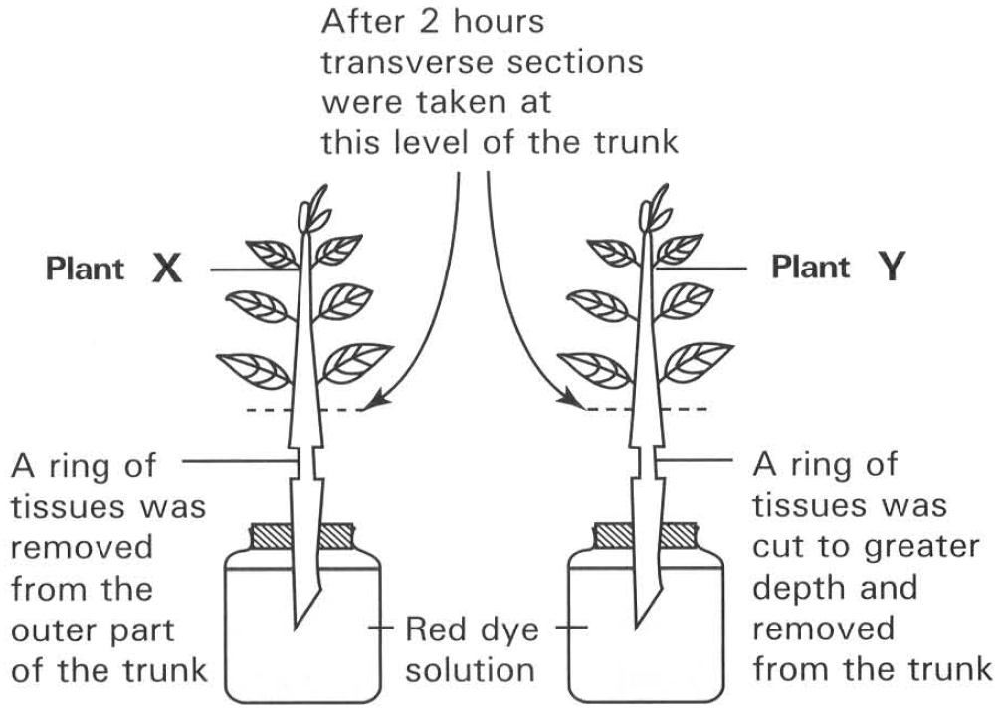 After 2 hours
transverse sections
were taken at
this level of the trunk
Plant X
Plant Y
A ring of
tissues was
removed
from the
outer part
of the trunk
Red dye
solution
A ring of
tissues was
cut to greater
depth and
removed
from the trunk